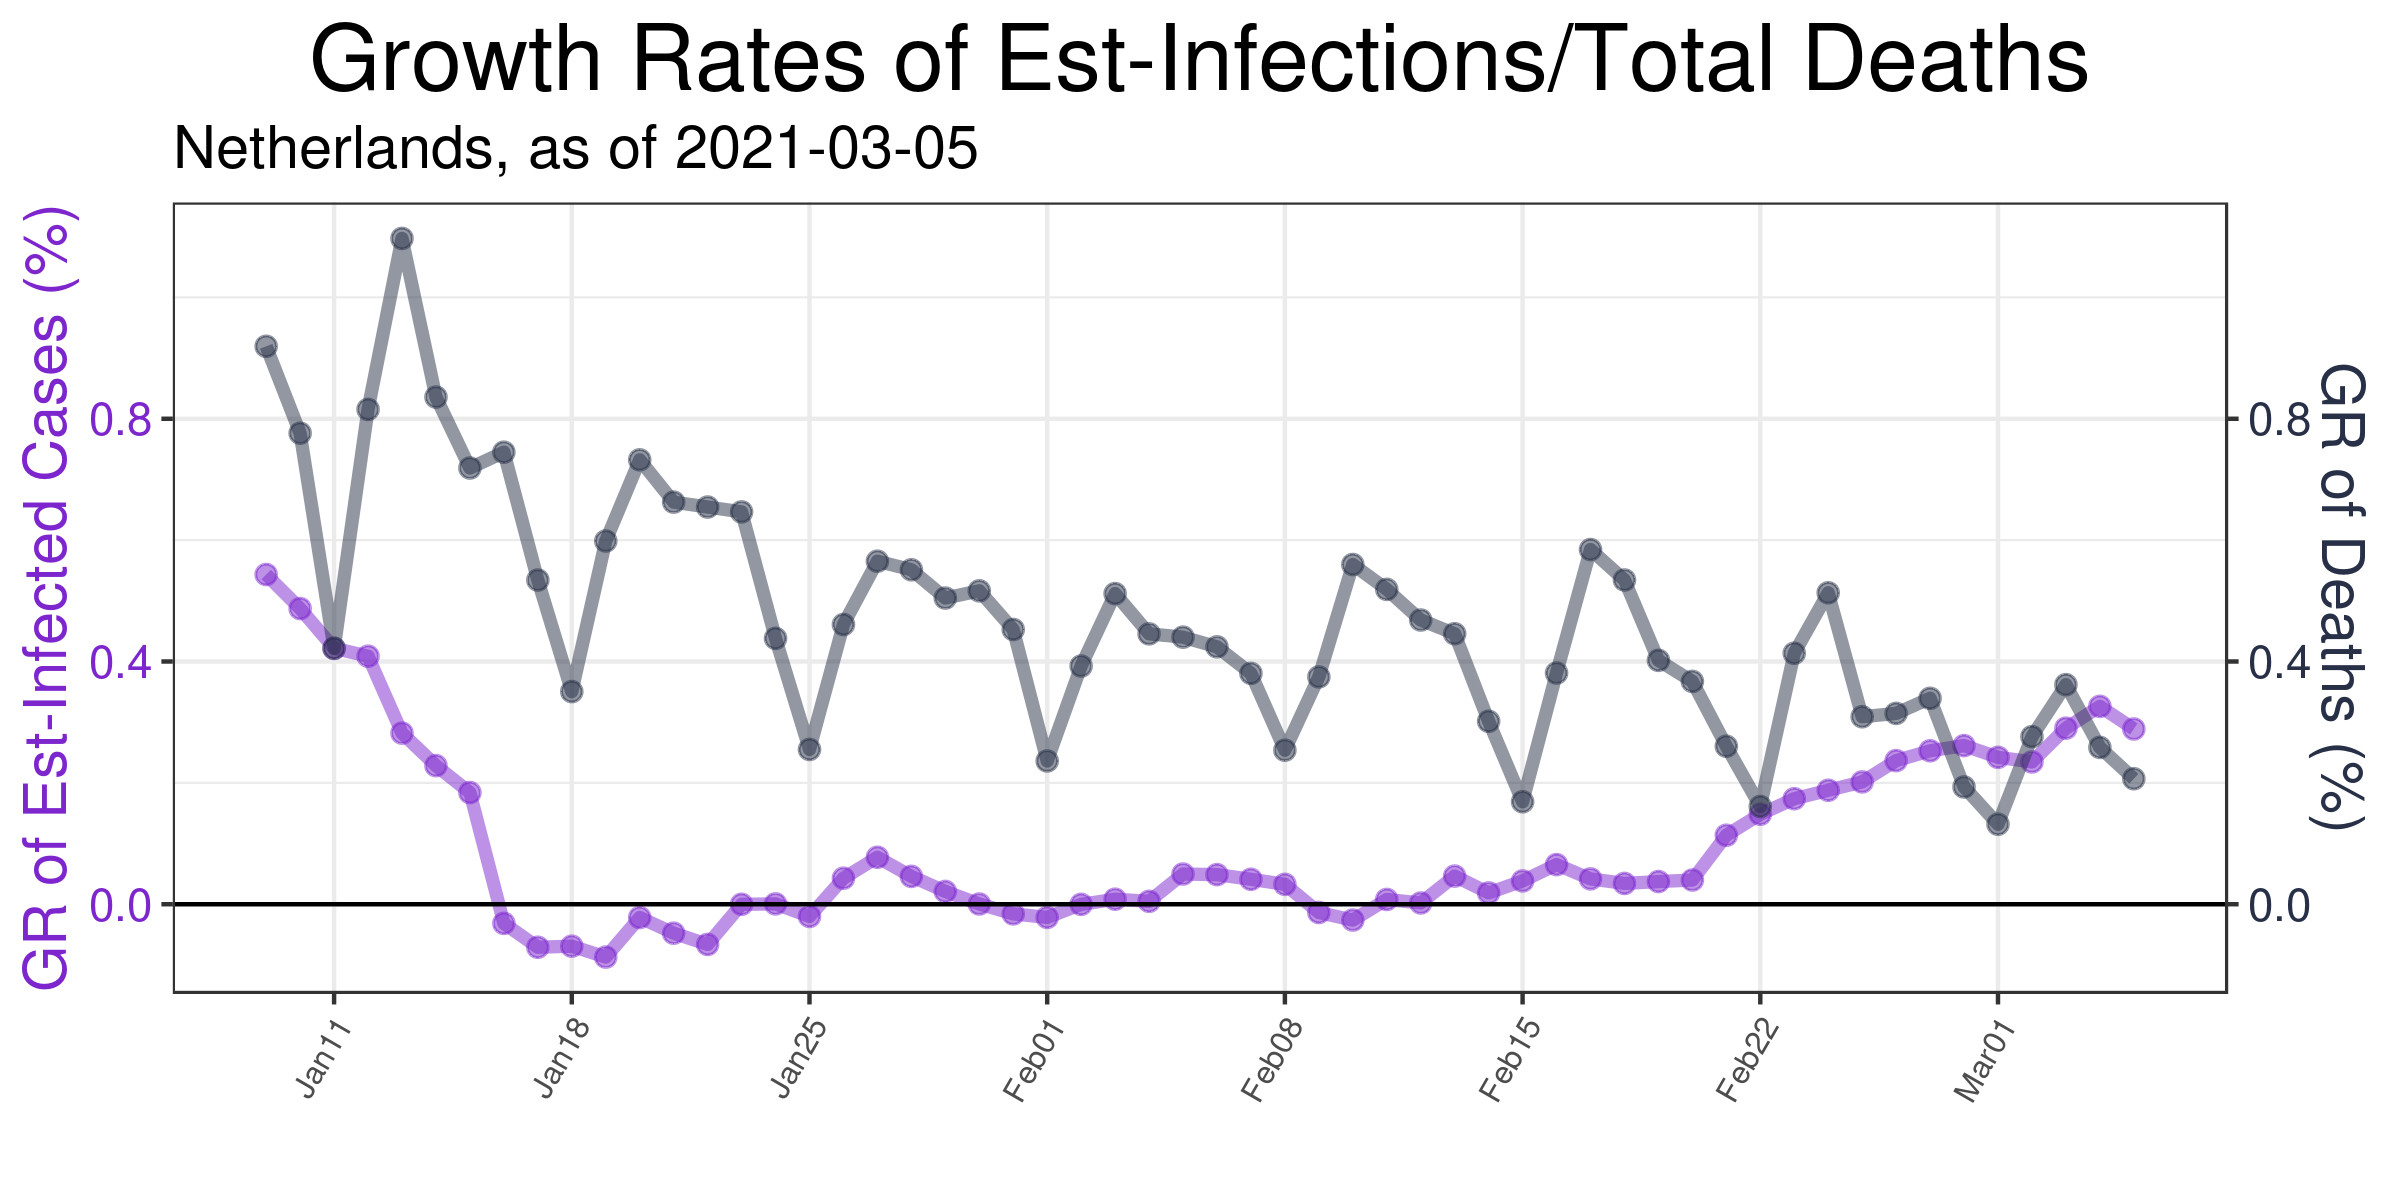 Growth Rates of Est-Infections/Total Deaths
Netherlands, as of 2021-03-05
GR of Est-Infected Cases (%)
0.8
0.4
0.0
0.8
0.4
0.0
GR of Deaths (%)
Jan11
Jan18
Jan25
Feb01
Feb08
Feb15
Feb22
Mar01